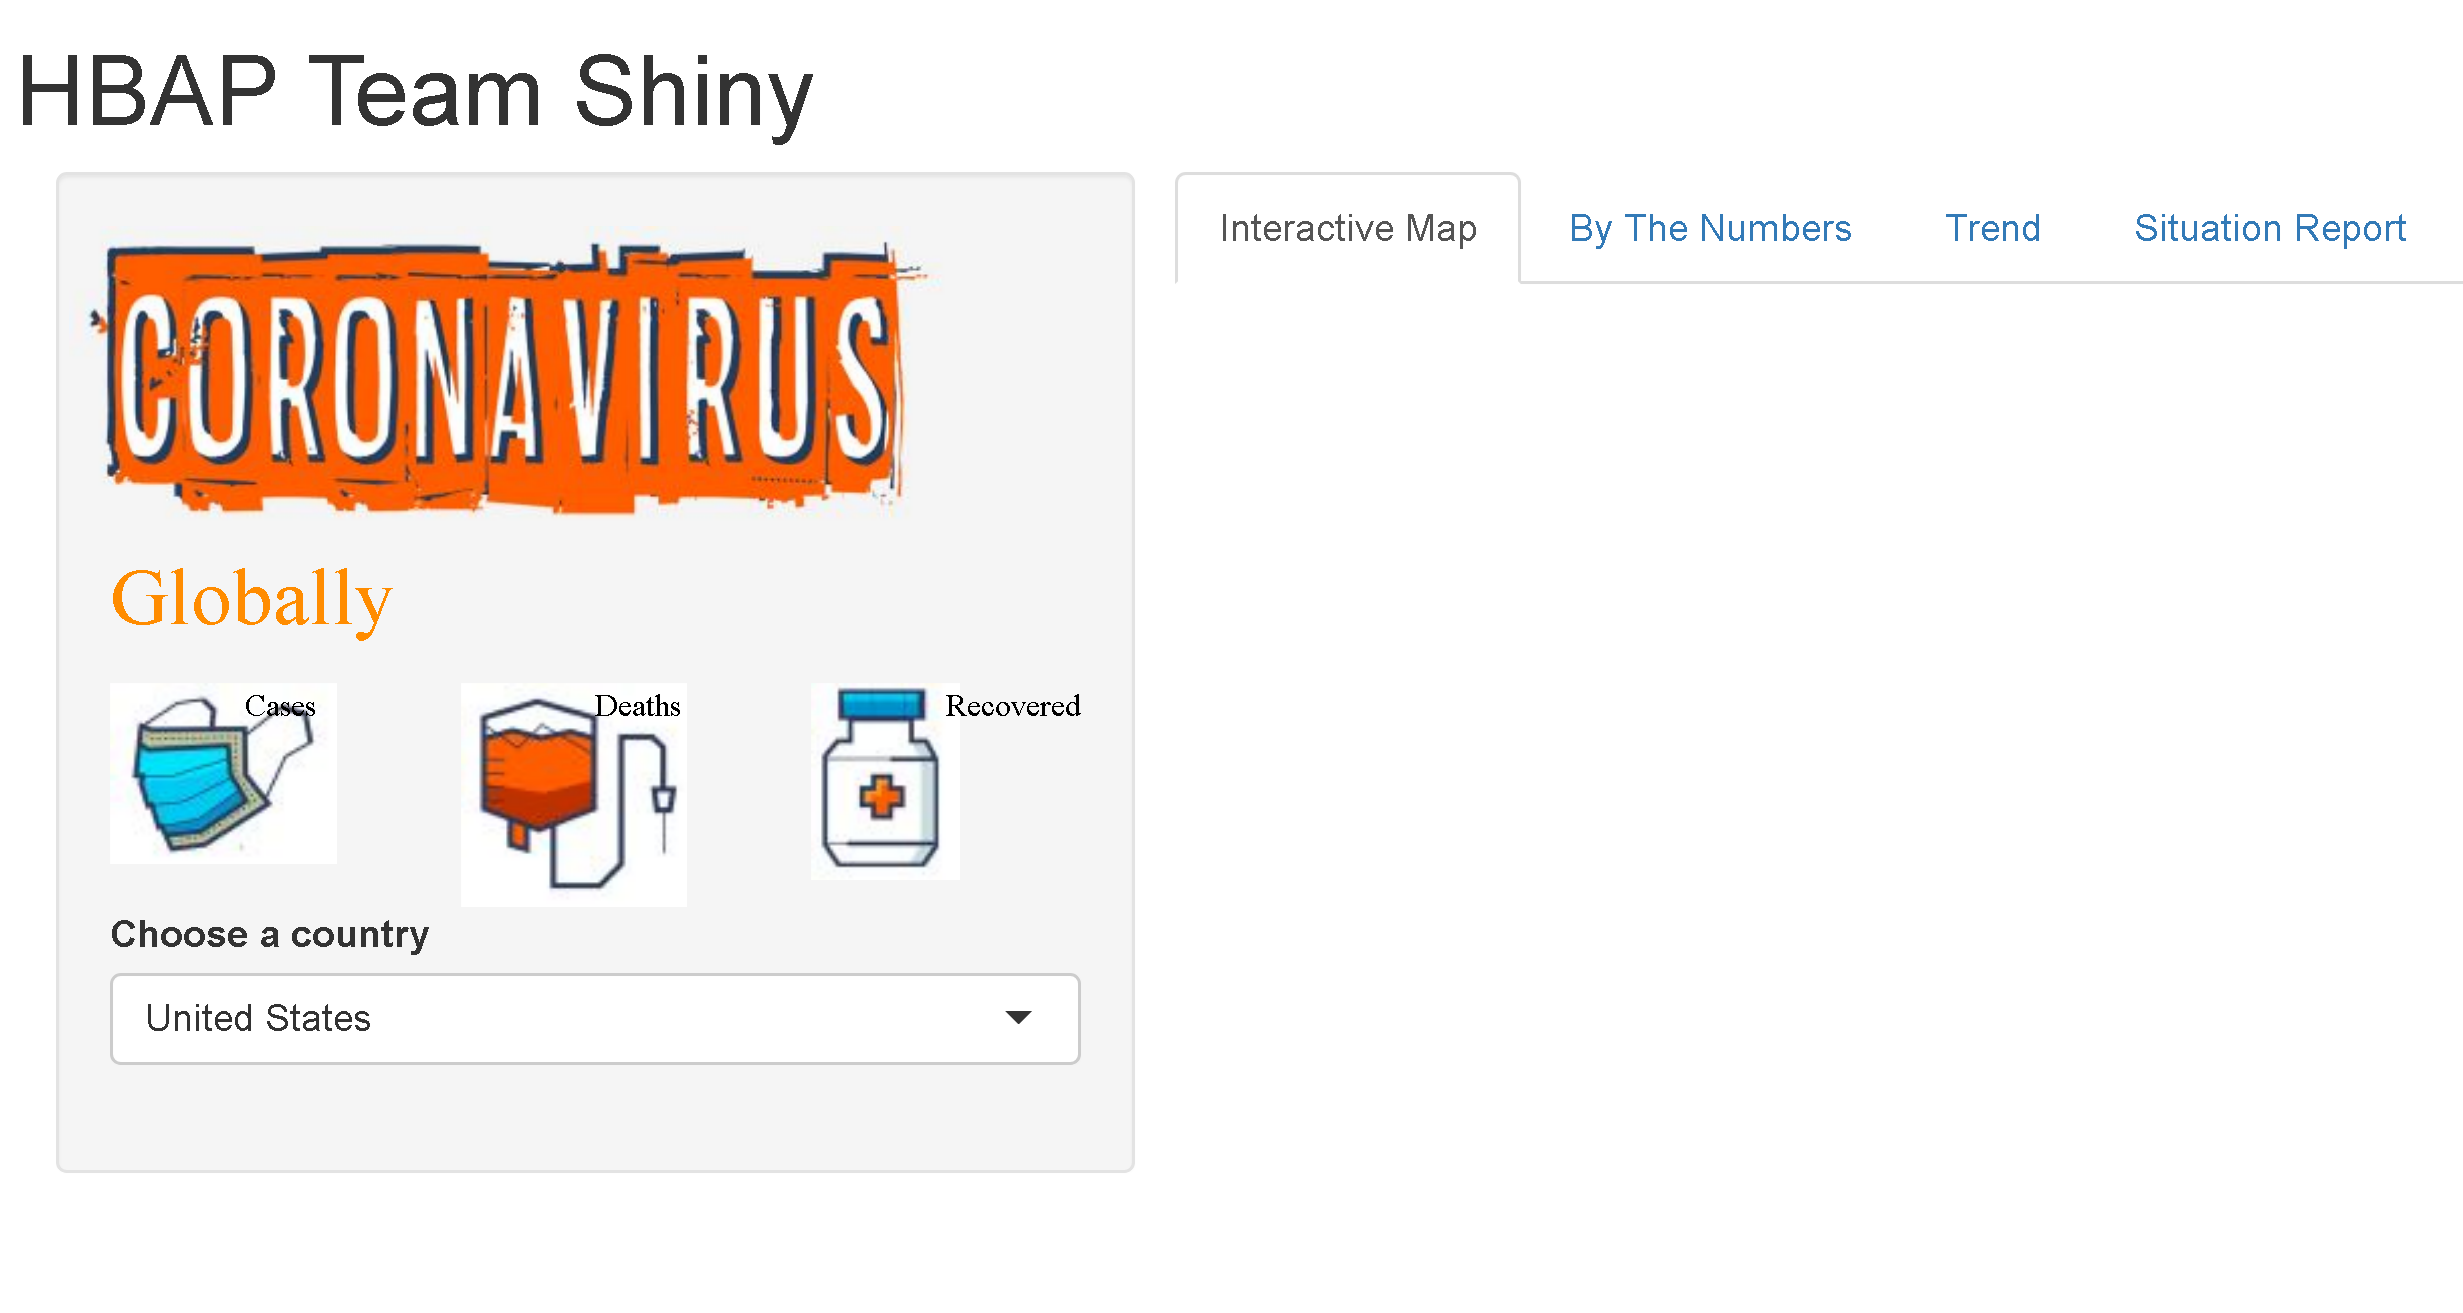 HBAP Team Shiny
CORONAVIRUS
Globally
Cases
Deaths
Recovered
Choose a country
United States
Interactive Map
By The Numbers
Trend
Situation Report